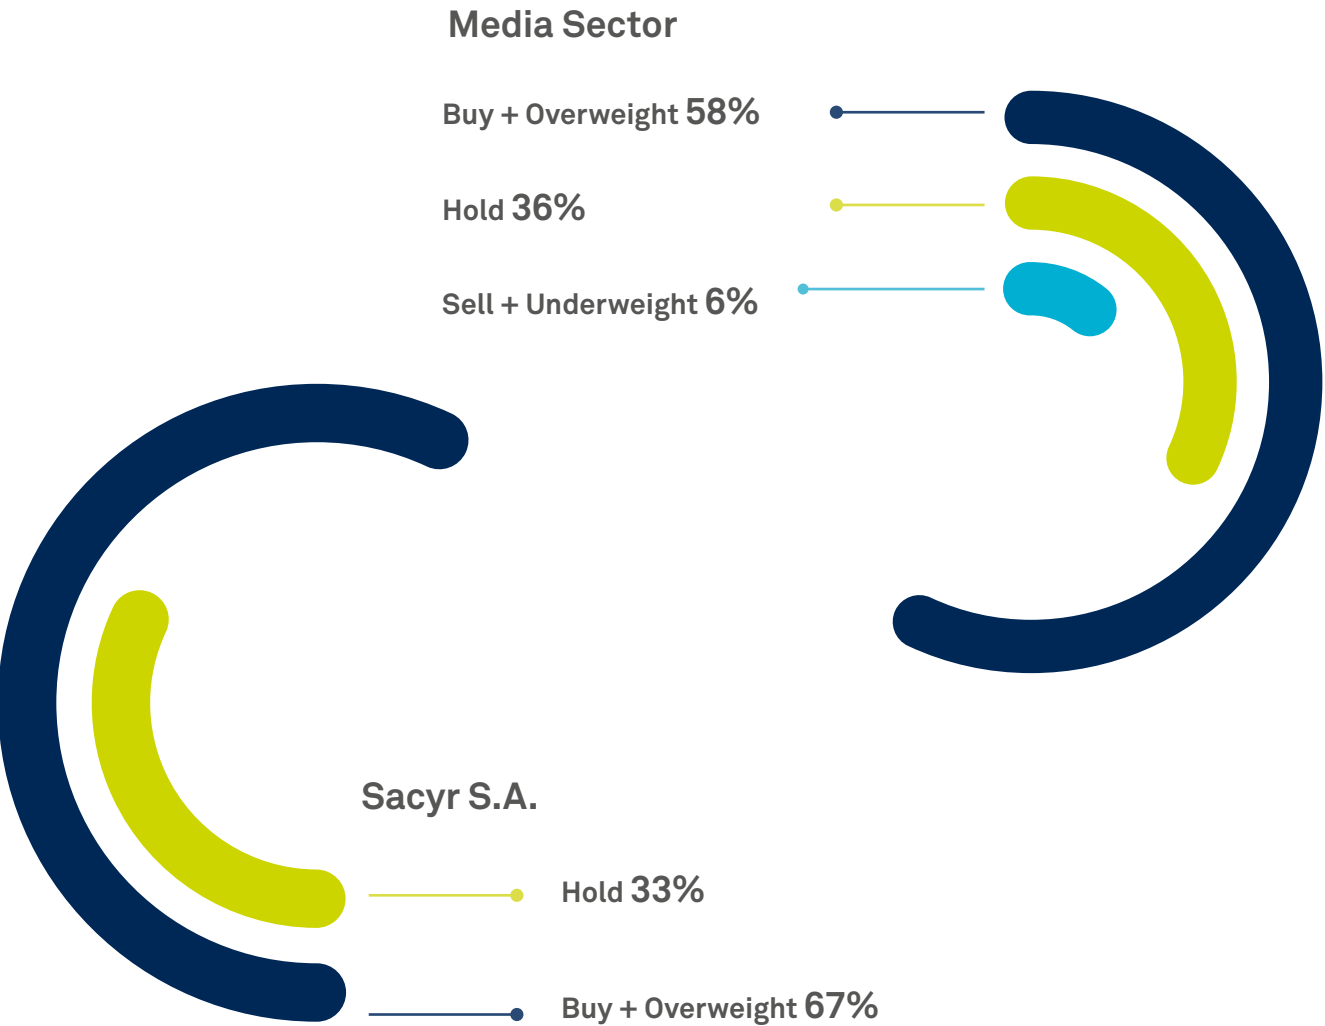 Media Sector
Buy + Overweight 58%
Hold 36%
Sell + Underweight 6%
Sacyr S.A.
Hold 33%
Buy + Overweight 67%